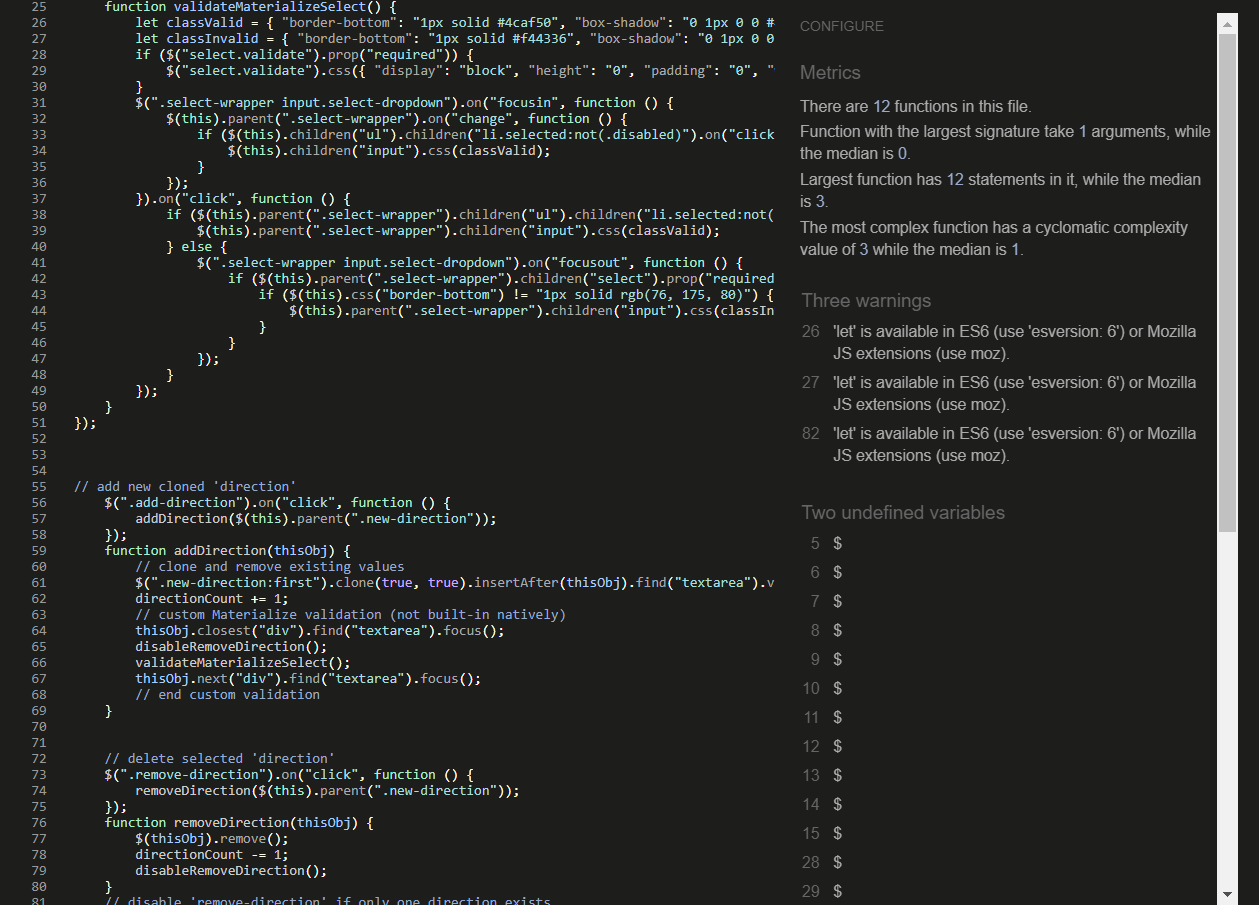 25 function validateMaterializeSelect() {
26 let classValid = { "border-bottom": "1px solid #4caf50", "box-shadow": "0 1px 0 0 #
27 let classInvalid = { "border-bottom": "1px solid #f44336", "box-shadow": "0 1px 0 0
28 if ($("select.validate").prop("required")) {
29 $("select.validate").css({ "display": "block", "height": "0", "padding": "0", "
30 }
31 $(".select-wrapper input.select-dropdown").on("focusin", function () {
32 $(this).parent(".select-wrapper").on("change", function () {
33 if ($(this).children("ul").children("li.selected:not(.disabled)").on("click
34 $(this).children("input").css(classValid);
35 }
36 });
37 }).on("click", function () {
38 if ($(this).parent(".select-wrapper").children("ul").children("li.selected:not(
39 $(this).parent(".select-wrapper").children("input").css(classValid);
40 } else {
41 $(".select-wrapper input.select-dropdown").on("focusout", function () {
42 if ($(this).parent(".select-wrapper").children("select").prop("required
43 if ($(this).css("border-bottom") != "1px solid rgb(76, 175, 80)") {
44 $(this).parent(".select-wrapper").children("input").css(classIn
45 }
46 }
47 });
48 }
49 });
50 }
51 });
52
53
54
55 // add new cloned 'direction'
56 $(".add-direction").on("click", function () {
57 addDirection($(this).parent(".new-direction"));
58 });
59 function addDirection(thisObj) {
60 // clone and remove existing values
61 $(".new-direction:first").clone(true, true).insertAfter(thisObj).find("textarea").v
62 directionCount += 1;
63 // custom Materialize validation (not built-in natively)
64 thisObj.closest("div").find("textarea").focus();
65 disableRemoveDirection();
66 validateMaterializeSelect();
67 thisObj.next("div").find("textarea").focus();
68 // end custom validation
69 }
70
71
72 // delete selected 'direction'
73 $(".remove-direction").on("click", function () {
74 removeDirection($(this).parent(".new-direction"));
75 });
76 function removeDirection(thisObj) {
77 $(thisObj).remove();
78 directionCount -= 1;
79 disableRemoveDirection();
80 }
81 // disable 'remove-direction' if only one direction exists
CONFIGURE
Metrics
There are 12 functions in this file.
Function with the largest signature take 1 arguments, while
the median is 0.
Largest function has 12 statements in it, while the median
is 3.
The most complex function has a cyclomatic complexity
value of 3 while the median is 1.
Three warnings
26 'let' is available in ES6 (use 'esversion: 6') or Mozilla
JS extensions (use moz).
27 'let' is available in ES6 (use 'esversion: 6') or Mozilla
JS extensions (use moz).
82 'let' is available in ES6 (use 'esversion: 6') or Mozilla
JS extensions (use moz).
Two undefined variables
5 $
6 $
7 $
8 $
9 $
10 $
11 $
12 $
13 $
14 $
15 $
28 $
29 $